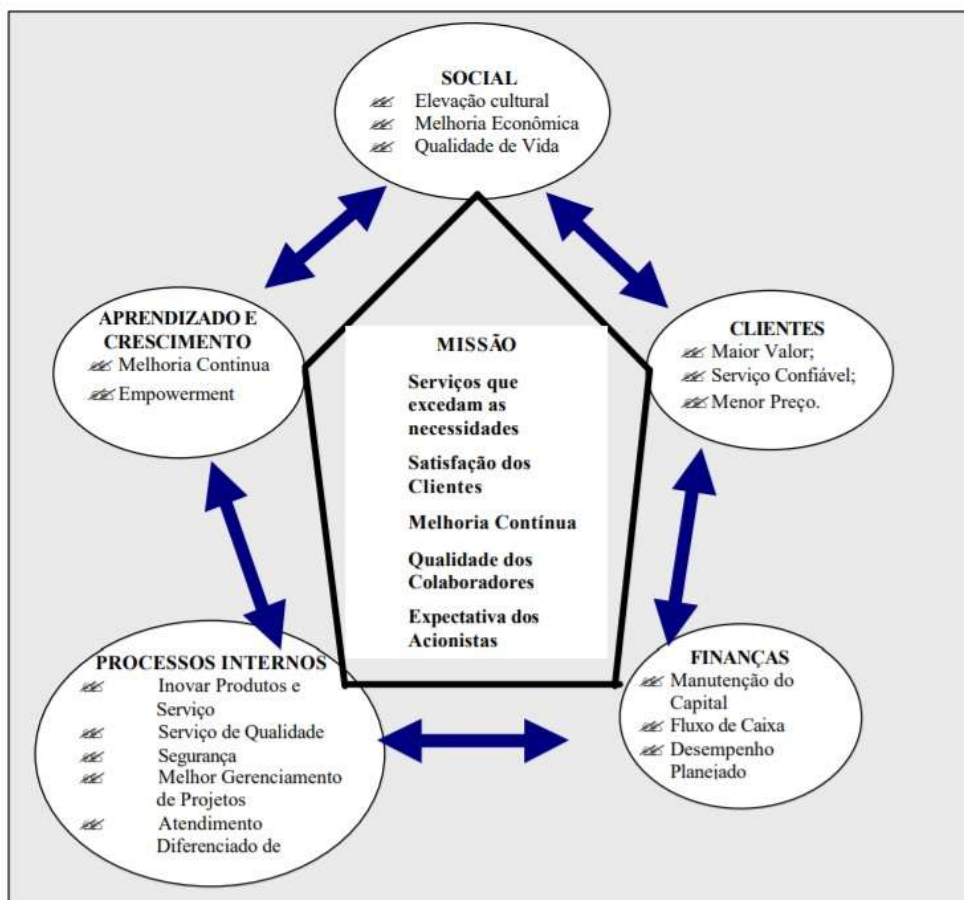 SOCIAL
Elevação cultural
Melhoria Econômica
Qualidade de Vida
APRENDIZADO E
CRESCIMENTO
Melhoria Continua
Empowerment
CLIENTES
Maior Valor;
Serviço Confiável;
Menor Preço.
MISSÃO
Serviços que
excedam as
necessidades
Satisfação dos
Clientes
Melhoria Contínua
Qualidade dos
Colaboradores
Expectativa dos
Acionistas
PROCESSOS INTERNOS
Inovar Produtos e
Serviço
Serviço de Qualidade
Segurança
Melhor Gerenciamento
de Projetos
Atendimento
Diferenciado de
FINANÇAS
Manutenção do
Capital
Fluxo de Caixa
Desempenho
Planejado